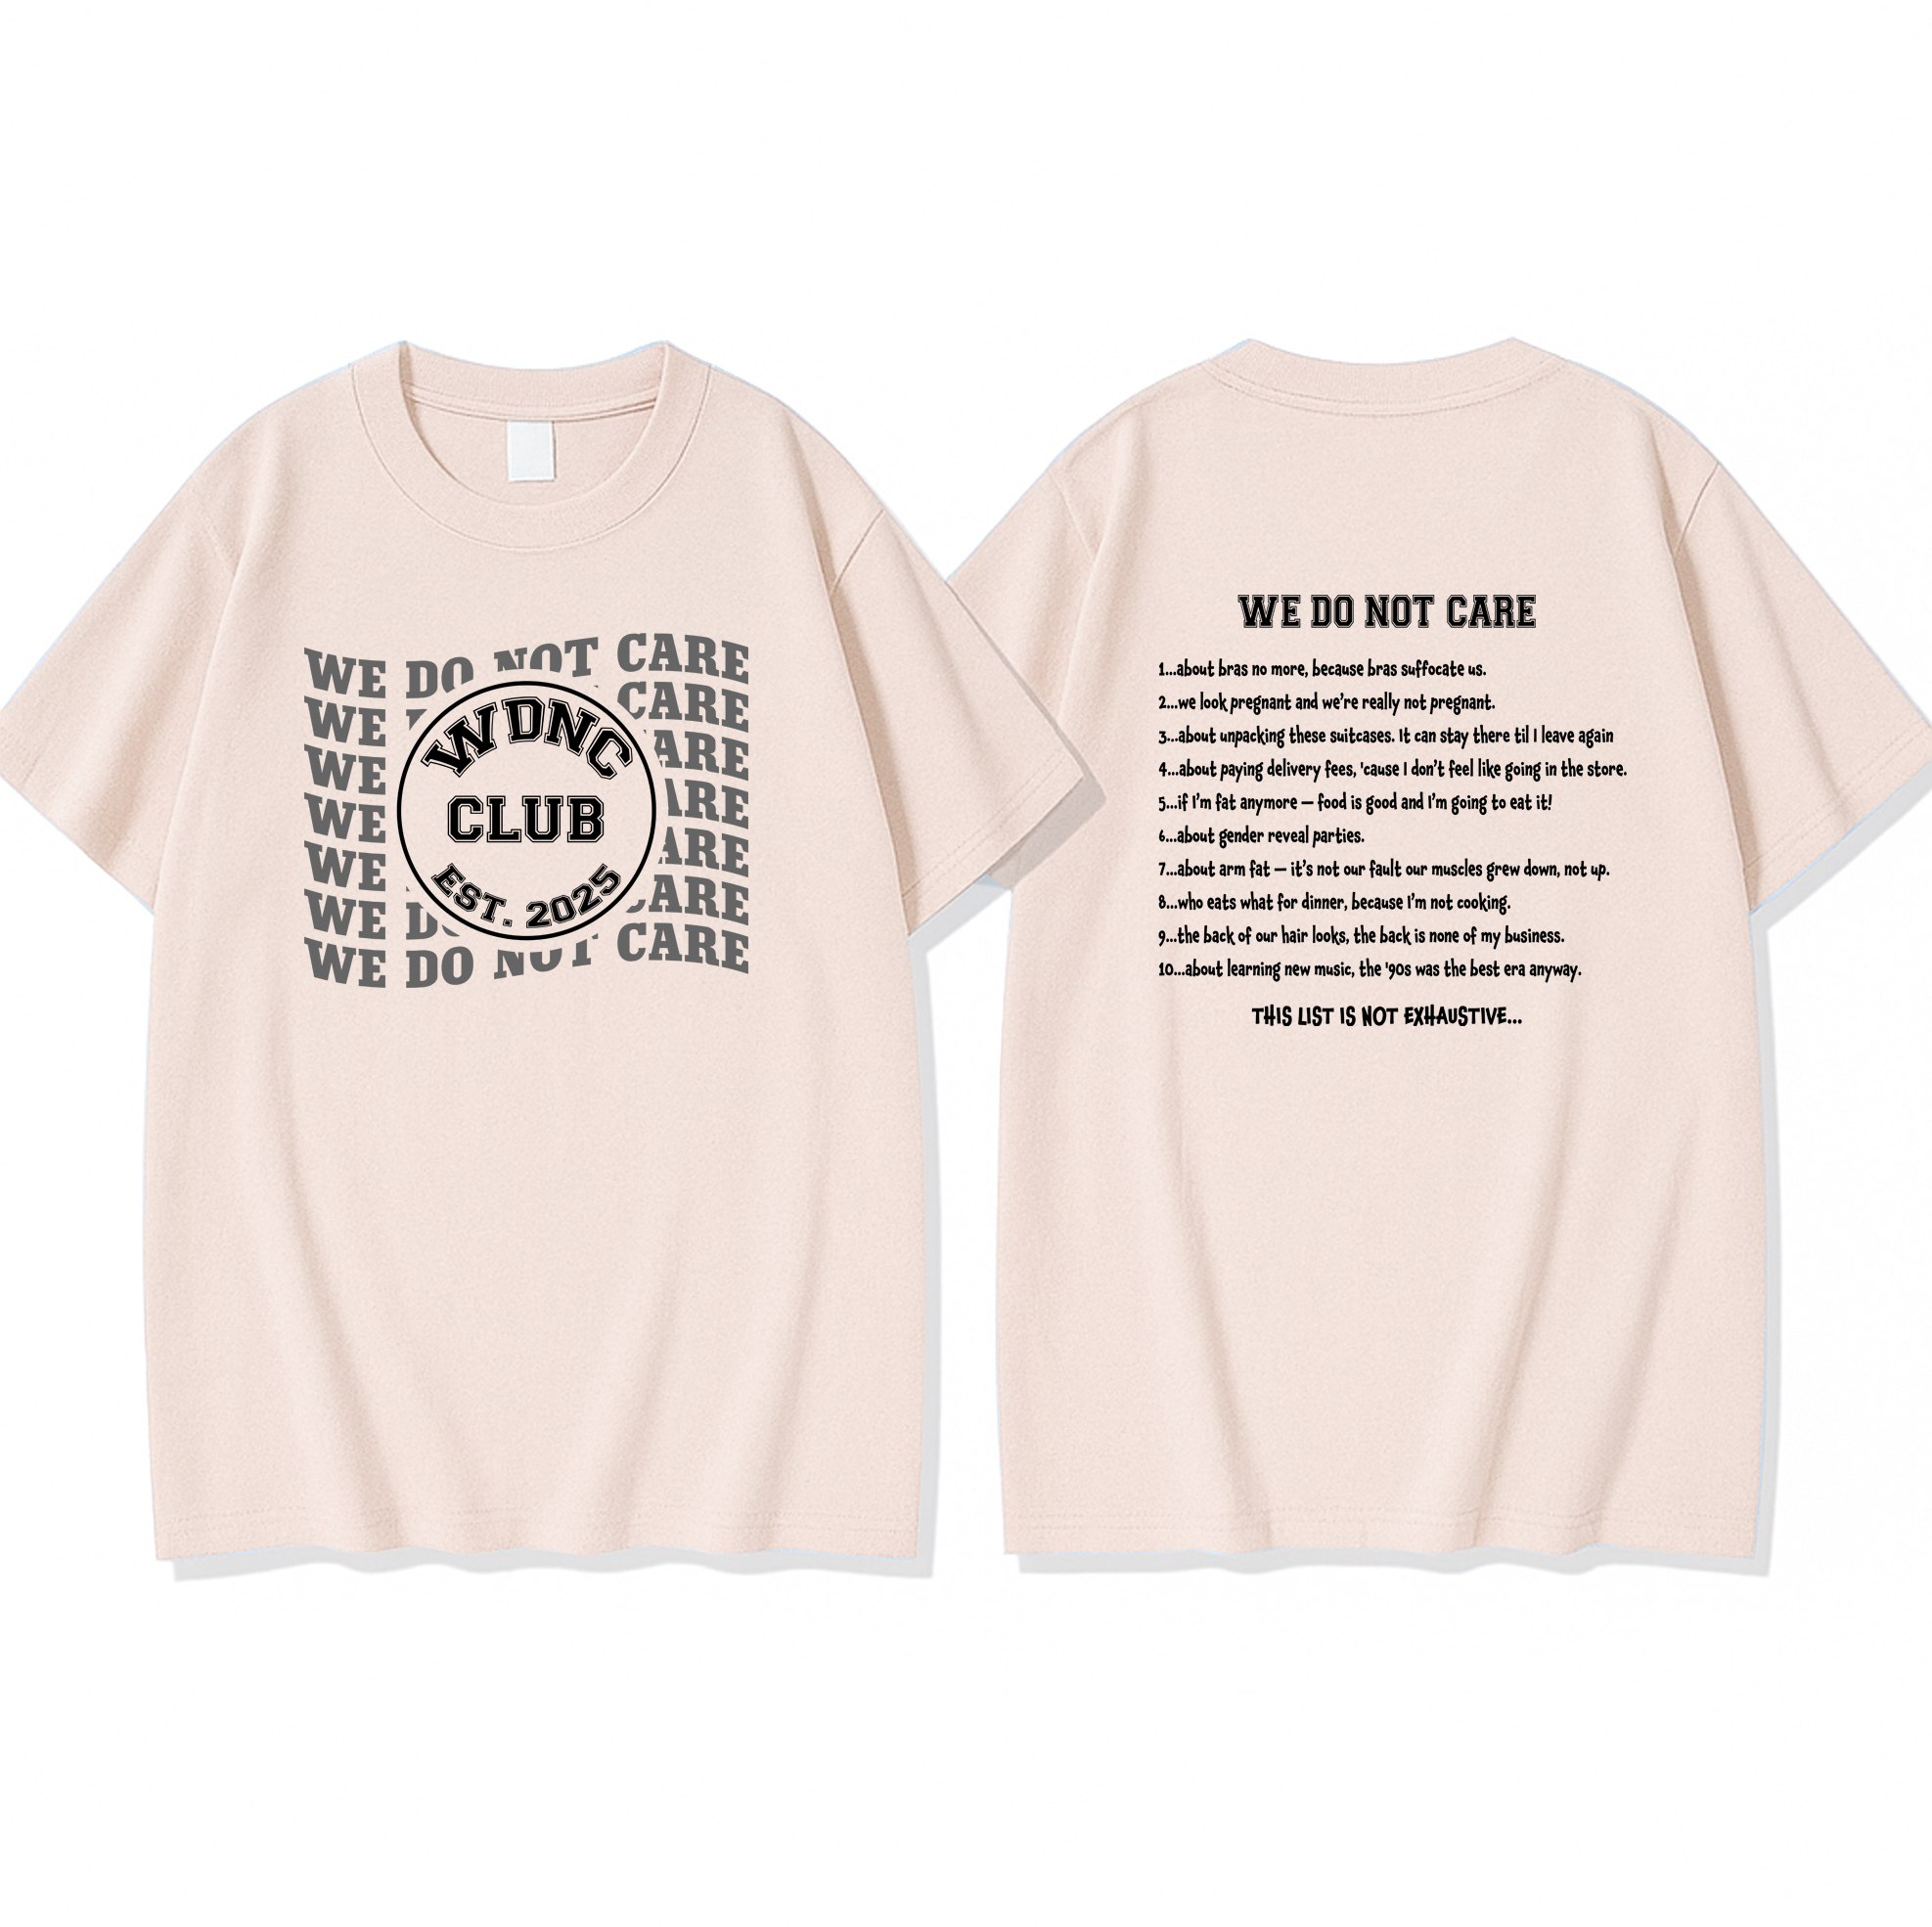 WE DO NOT CARE
WE CARE
WE ARE
WE ARE
WE ARE
WE DO CARE
WE DO NOT CARE
WDNC
CLUB
EST. 2025
WE DO NOT CARE
1...about bras no more, because bras suffocate us.
2...we look pregnant and we're really not pregnant.
3...about unpacking these suitcases. It can stay there til I leave again
4...about paying delivery fees, 'cause I don't feel like going in the store.
5...if I'm fat anymore – food is good and I'm going to eat it!
6...about gender reveal parties.
7...about arm fat – it's not our fault our muscles grew down, not up.
8...who eats what for dinner, because I'm not cooking.
9...the back of our hair looks, the back is none of my business.
10...about learning new music, the '90s was the best era anyway.
THIS LIST IS NOT EXHAUSTIVE...